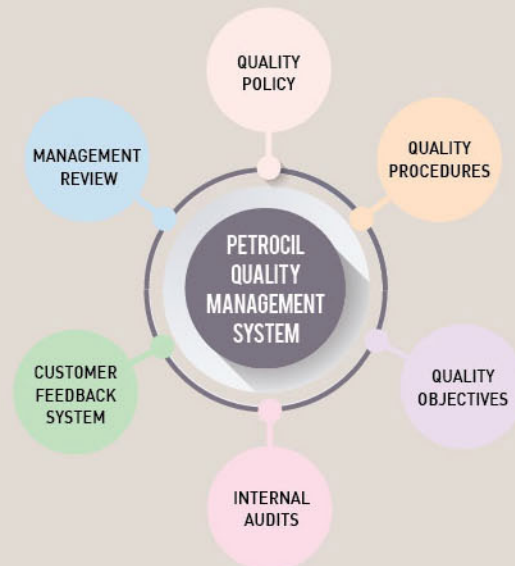 QUALITY
POLICY
QUALITY
PROCEDURES
QUALITY
OBJECTIVES
INTERNAL
AUDITS
CUSTOMER
FEEDBACK
SYSTEM
MANAGEMENT
REVIEW
PETROCIL
QUALITY
MANAGEMENT
SYSTEM